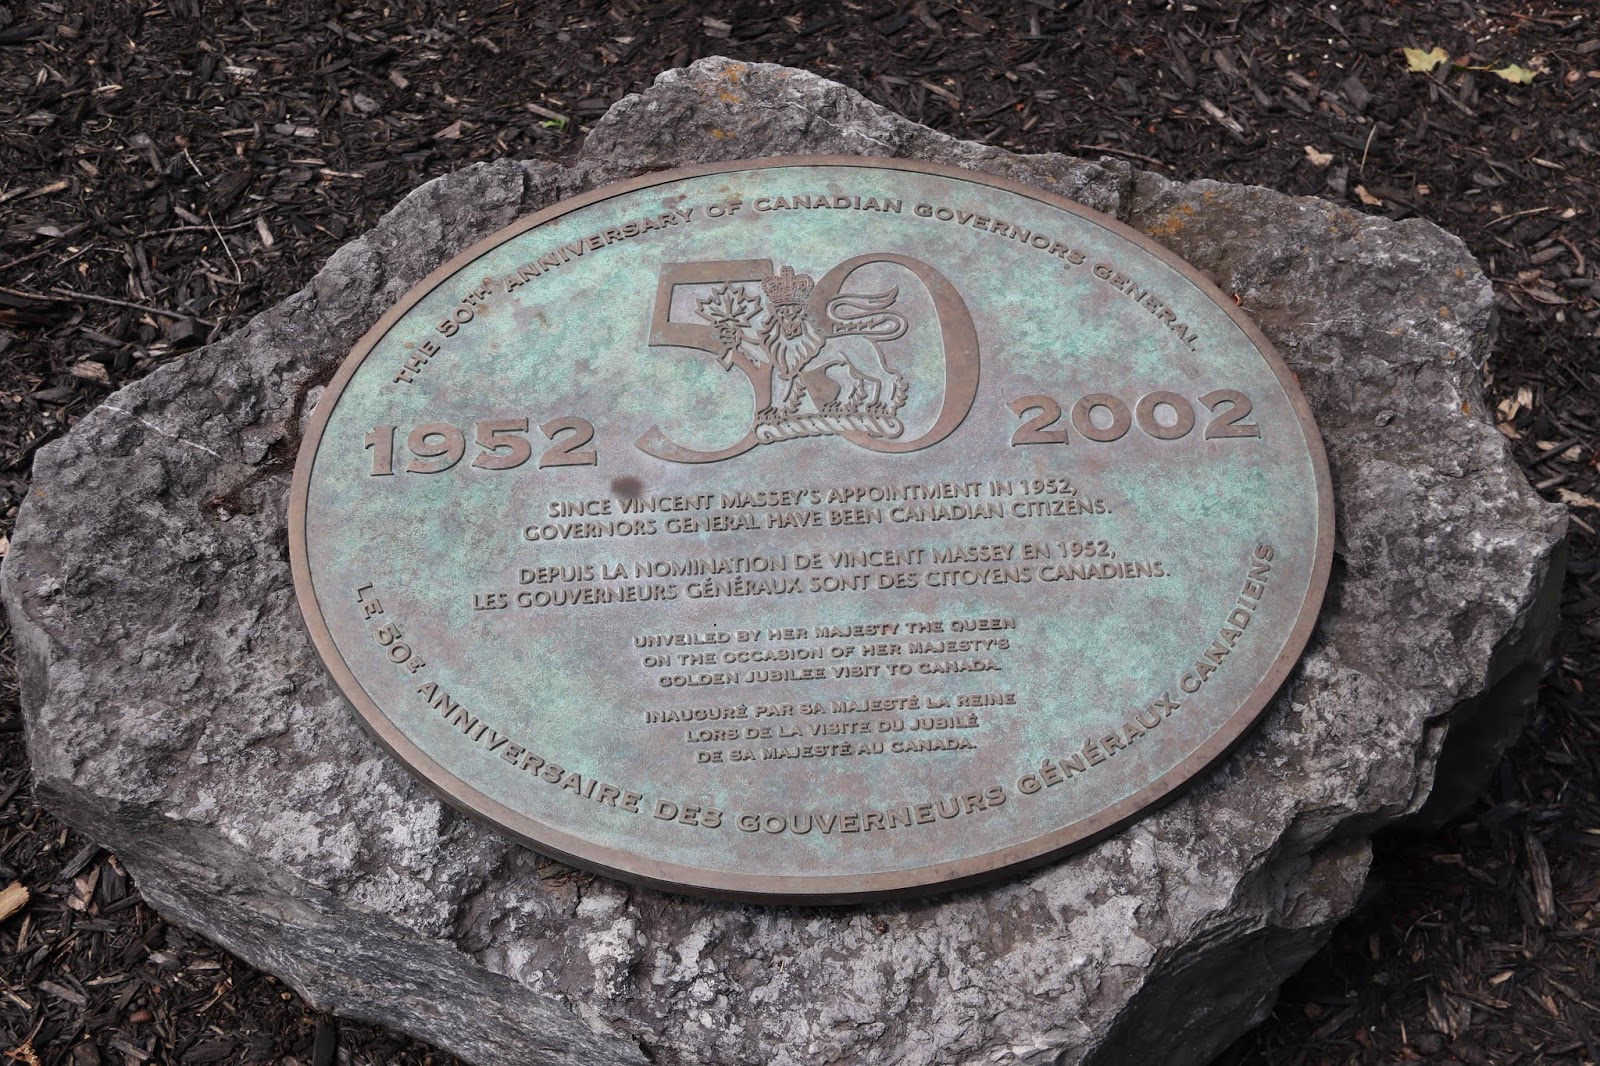 THE 50TH ANNIVERSARY OF CANADIAN GOVERNORS GENERAL
50
1952 2002
SINCE VINCENT MASSEY'S APPOINTMENT IN 1952,
GOVERNORS GENERAL HAVE BEEN CANADIAN CITIZENS.
DEPUIS LA NOMINATION DE VINCENT MASSEY EN 1952,
LES GOUVERNEURS GÉNÉRAUX SONT DES CITOYENS CANADIENS.
UNVEILED BY HER MAJESTY THE QUEEN
ON THE OCCASION OF HER MAJESTY'S
GOLDEN JUBILEE VISIT TO CANADA.
INAUGURÉ PAR SA MAJESTÉ LA REINE
LORS DE LA VISITE DU JUBILÉ
DE SA MAJESTÉ AU CANADA.
LE 50E ANNIVERSAIRE DES GOUVERNEURS GÉNÉRAUX CANADIENS